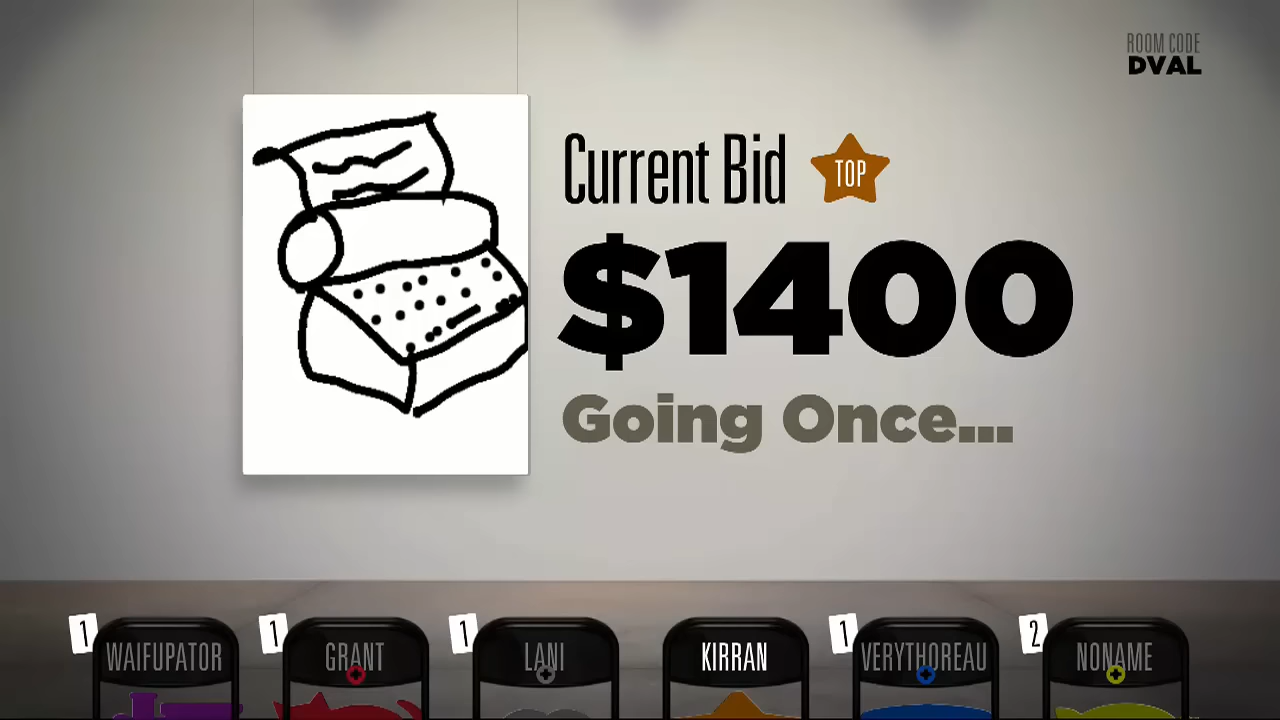 ROOM CODE
DVAL
Current Bid
TOP
$1400
Going Once...
1
WAIFUPATOR
1
GRANT
1
LANI
KIRRAN
1
VERYTHOREAU
2
NONAME